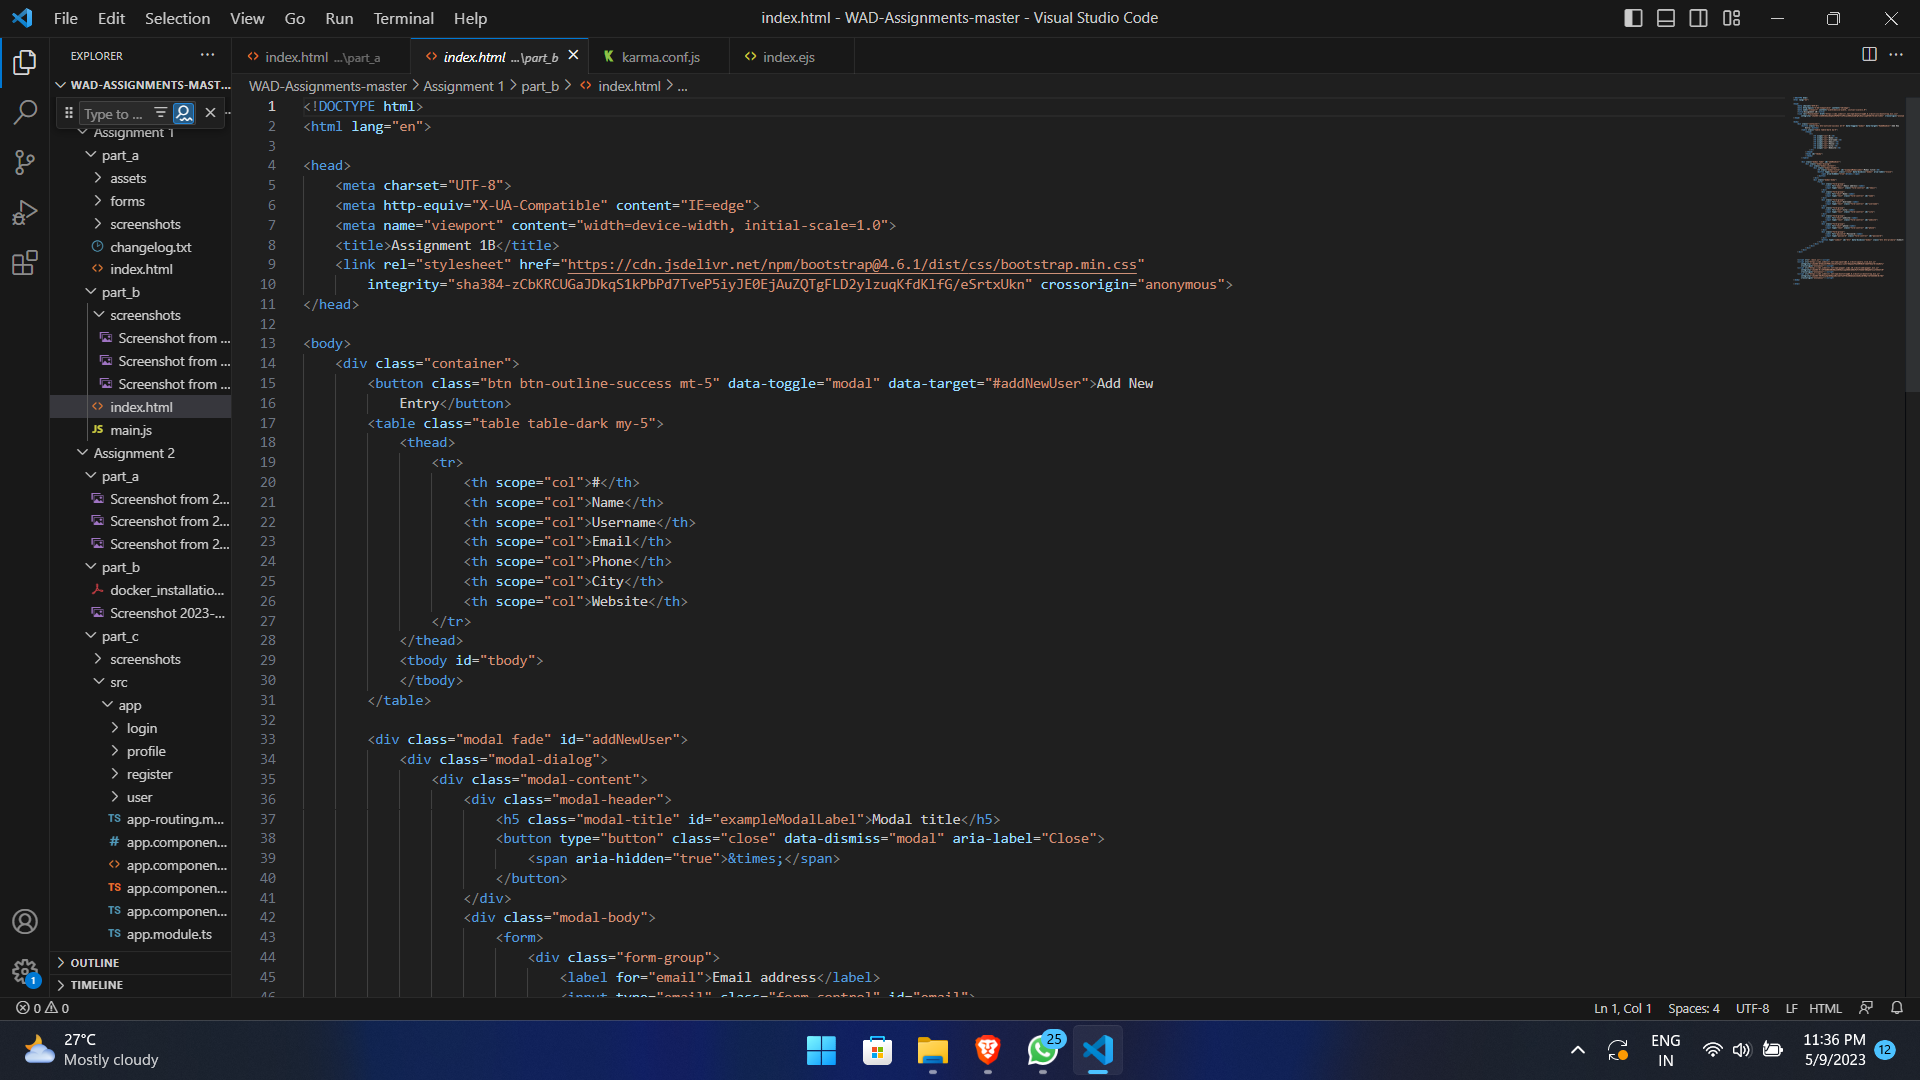 File Edit Selection View Go Run Terminal Help
index.html - WAD-Assignments-master - Visual Studio Code
EXPLORER
WAD-ASSIGNMENTS-MAST...
Type to ...
Assignment 1
part_a
assets
forms
screenshots
changelog.txt
index.html
part_b
screenshots
Screenshot from ...
Screenshot from ...
Screenshot from ...
index.html
JS main.js
Assignment 2
part_a
Screenshot from 2...
Screenshot from 2...
Screenshot from 2...
part_b
docker_installatio...
Screenshot 2023-...
part_c
screenshots
src
app
login
profile
register
user
TS app-routing.m...
# app.componen...
<> app.componen...
TS app.componen...
TS app.componen...
TS app.module.ts
OUTLINE
TIMELINE
<> index.html ...\part_a
<> index.html ...\part_b
karma.conf.js
<> index.ejs
WAD-Assignments-master > Assignment 1 > part_b > <> index.html > ...
1 <!DOCTYPE html>
2 <html lang="en">
3
4 <head>
5 <meta charset="UTF-8">
6 <meta http-equiv="X-UA-Compatible" content="IE=edge">
7 <meta name="viewport" content="width=device-width, initial-scale=1.0">
8 <title>Assignment 1B</title>
9 <link rel="stylesheet" href="https://cdn.jsdelivr.net/npm/bootstrap@4.6.1/dist/css/bootstrap.min.css"
10 integrity="sha384-zCbKRCUGaJDkqS1kPbPd7TveP5iyJE0EjAuZQTgFLD2ylzuqKfdKlfG/eSrtxUkn" crossorigin="anonymous">
11 </head>
12
13 <body>
14 <div class="container">
15 <button class="btn btn-outline-success mt-5" data-toggle="modal" data-target="#addNewUser">Add New
16 Entry</button>
17 <table class="table table-dark my-5">
18 <thead>
19 <tr>
20 <th scope="col">#</th>
21 <th scope="col">Name</th>
22 <th scope="col">Username</th>
23 <th scope="col">Email</th>
24 <th scope="col">Phone</th>
25 <th scope="col">City</th>
26 <th scope="col">Website</th>
27 </tr>
28 </thead>
29 <tbody id="tbody">
30 </tbody>
31 </table>
32
33 <div class="modal fade" id="addNewUser">
34 <div class="modal-dialog">
35 <div class="modal-content">
36 <div class="modal-header">
37 <h5 class="modal-title" id="exampleModalLabel">Modal title</h5>
38 <button type="button" class="close" data-dismiss="modal" aria-label="Close">
39 <span aria-hidden="true">&times;</span>
40 </button>
41 </div>
42 <div class="modal-body">
43 <form>
44 <div class="form-group">
45 <label for="email">Email address</label>
46 <input type="email" class="form-control" id="email">
1
0 0
Ln 1, Col 1 Spaces: 4 UTF-8 LF HTML
27°C
Mostly cloudy
25
ENG
IN
11:36 PM
5/9/2023
12